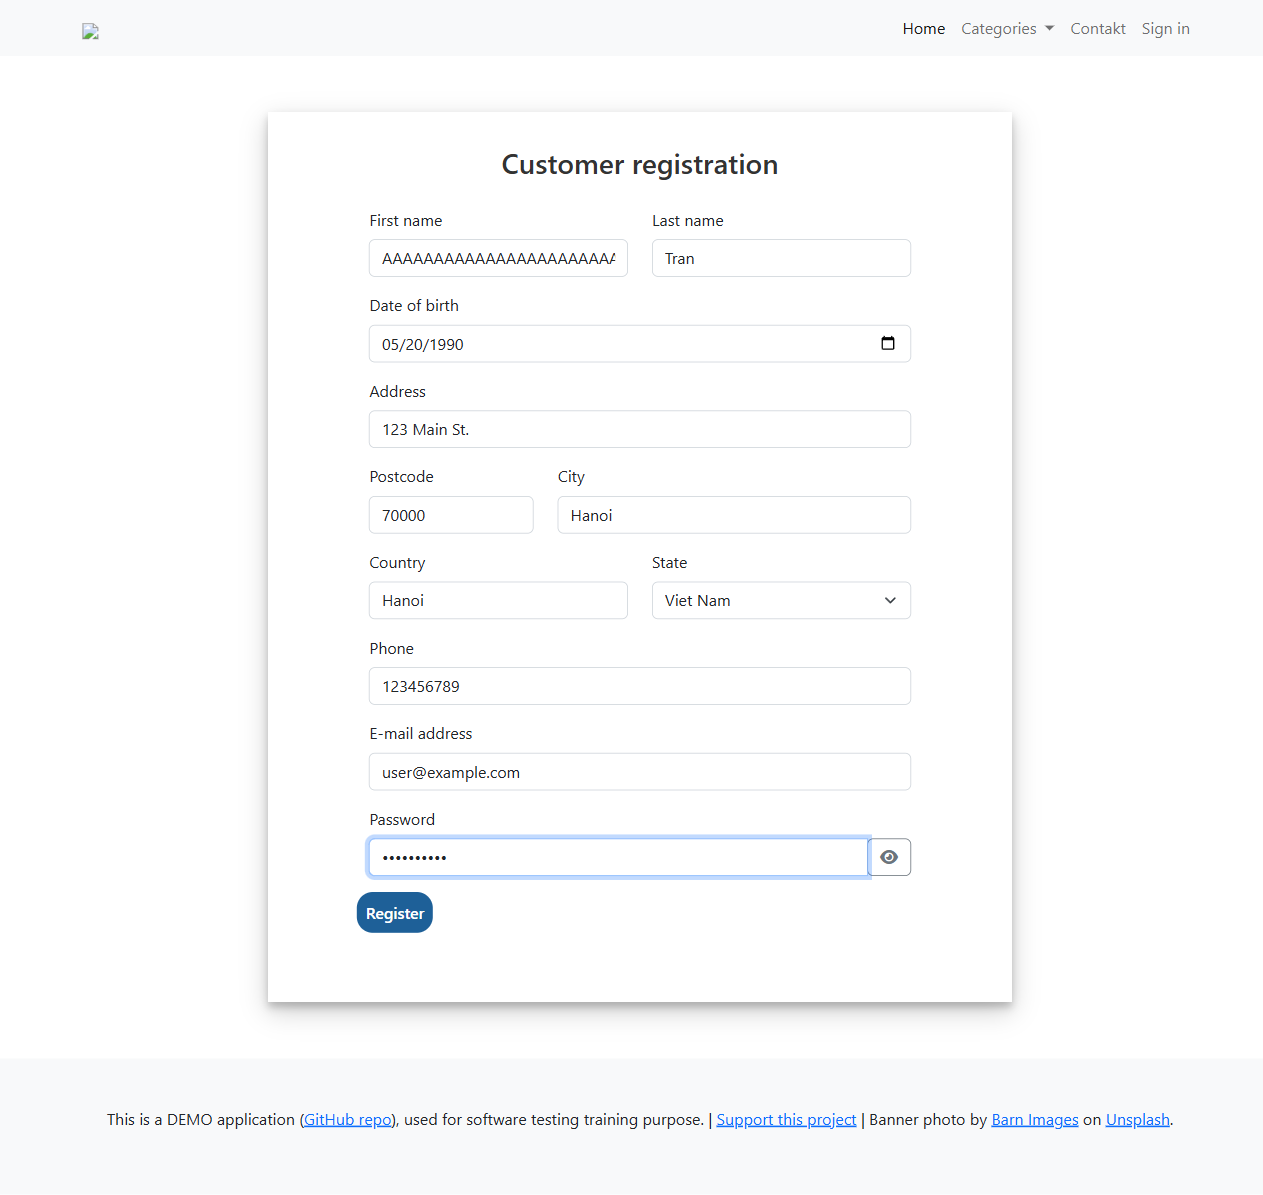 Home Categories Contakt Sign in
Customer registration
First name Last name
AAAAAAAAAAAAAAAAAAAAAAA Tran
Date of birth
05/20/1990
Address
123 Main St.
Postcode City
70000 Hanoi
Country State
Hanoi Viet Nam
Phone
123456789
E-mail address
user@example.com
Password
••••••••••
Register
This is a DEMO application (GitHub repo), used for software testing training purpose. | Support this project | Banner photo by Barn Images on Unsplash.